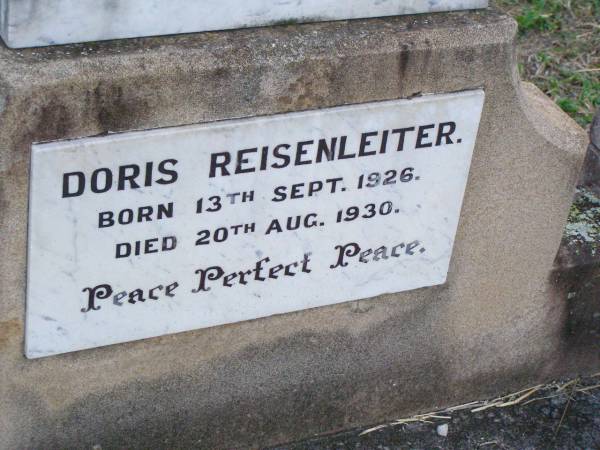 DORIS REISENLEITER.
BORN 13TH SEPT. 1926.
DIED 20TH AUG. 1930.
Peace Perfect Peace.